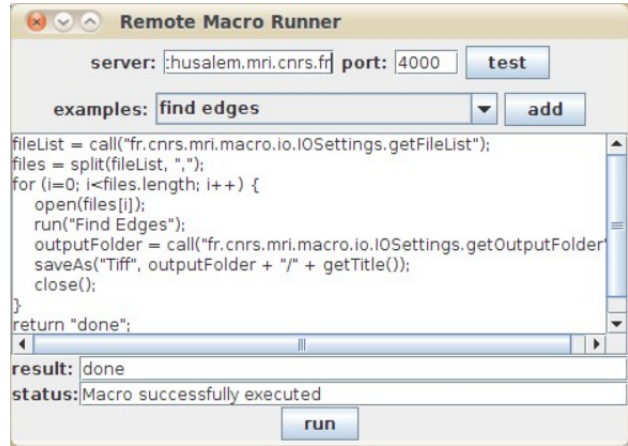 Remote Macro Runner
server: :husalem.mri.cnrs.fr port: 4000 test
examples: find edges add
fileList = call("fr.cnrs.mri.macro.io.IOSettings.getFileList");
files = split(fileList, ",");
for (i=0; i<files.length; i++) {
open(files[i]);
run("Find Edges");
outputFolder = call("fr.cnrs.mri.macro.io.IOSettings.getOutputFolder"
saveAs("Tiff", outputFolder + "/" + getTitle());
close();
}
return "done";
result: done
status: Macro successfully executed
run